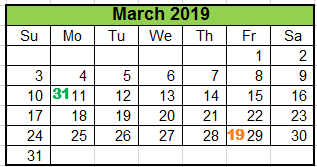 March 2019
Su Mo Tu We Th Fr Sa
1 2
3 4 5 6 7 8 9
10 31 11 12 13 14 15 16
17 18 19 20 21 22 23
24 25 26 27 28 19 29 30
31